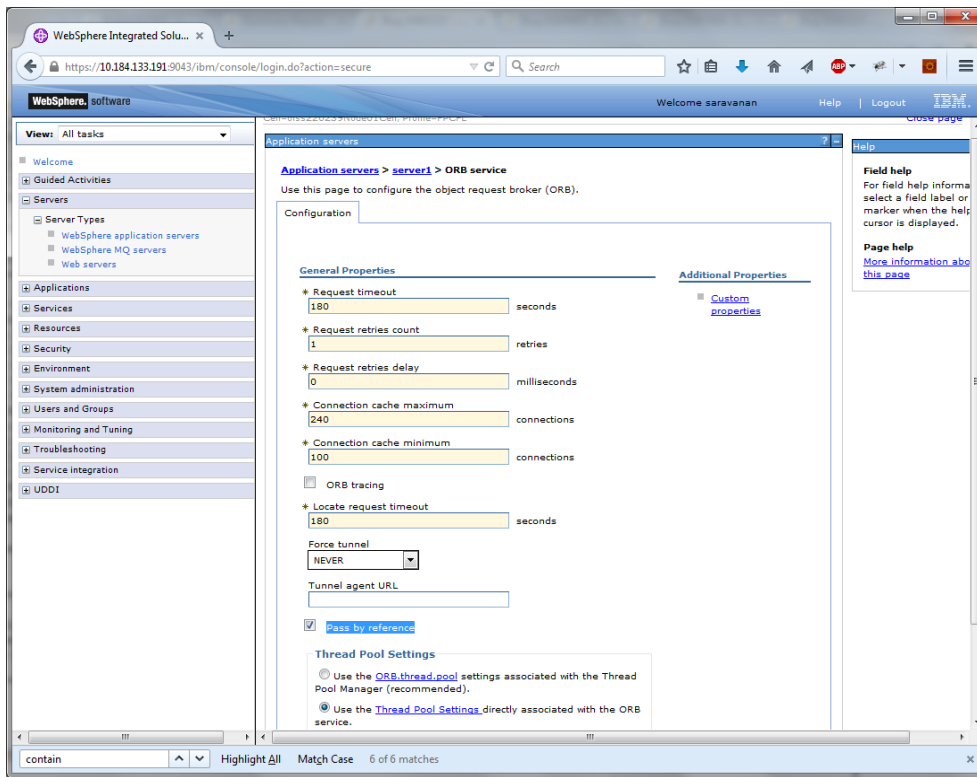 WebSphere Integrated Solu... × +
https://10.184.133.191:9043/ibm/console/login.do?action=secure
Search
ABP
WebSphere. software
Welcome saravanan
Help | Logout
IBM.
View: All tasks
Welcome
Guided Activities
Servers
Server Types
WebSphere application servers
WebSphere MQ servers
Web servers
Applications
Services
Resources
Security
Environment
System administration
Users and Groups
Monitoring and Tuning
Troubleshooting
Service integration
UDDI
Close page
Application servers
? -
Application servers > server1 > ORB service
Use this page to configure the object request broker (ORB).
Configuration
General Properties
* Request timeout
180 seconds
* Request retries count
1 retries
* Request retries delay
0 milliseconds
* Connection cache maximum
240 connections
* Connection cache minimum
100 connections
ORB tracing
* Locate request timeout
180 seconds
Force tunnel
NEVER
Tunnel agent URL
Pass by reference
Thread Pool Settings
Use the ORB.thread.pool settings associated with the Thread
Pool Manager (recommended).
Use the Thread Pool Settings directly associated with the ORB
service.
Additional Properties
Custom
properties
Help
Field help
For field help informa
select a field label or
marker when the help
cursor is displayed.
Page help
More information abo
this page
contain
Highlight All Match Case 6 of 6 matches